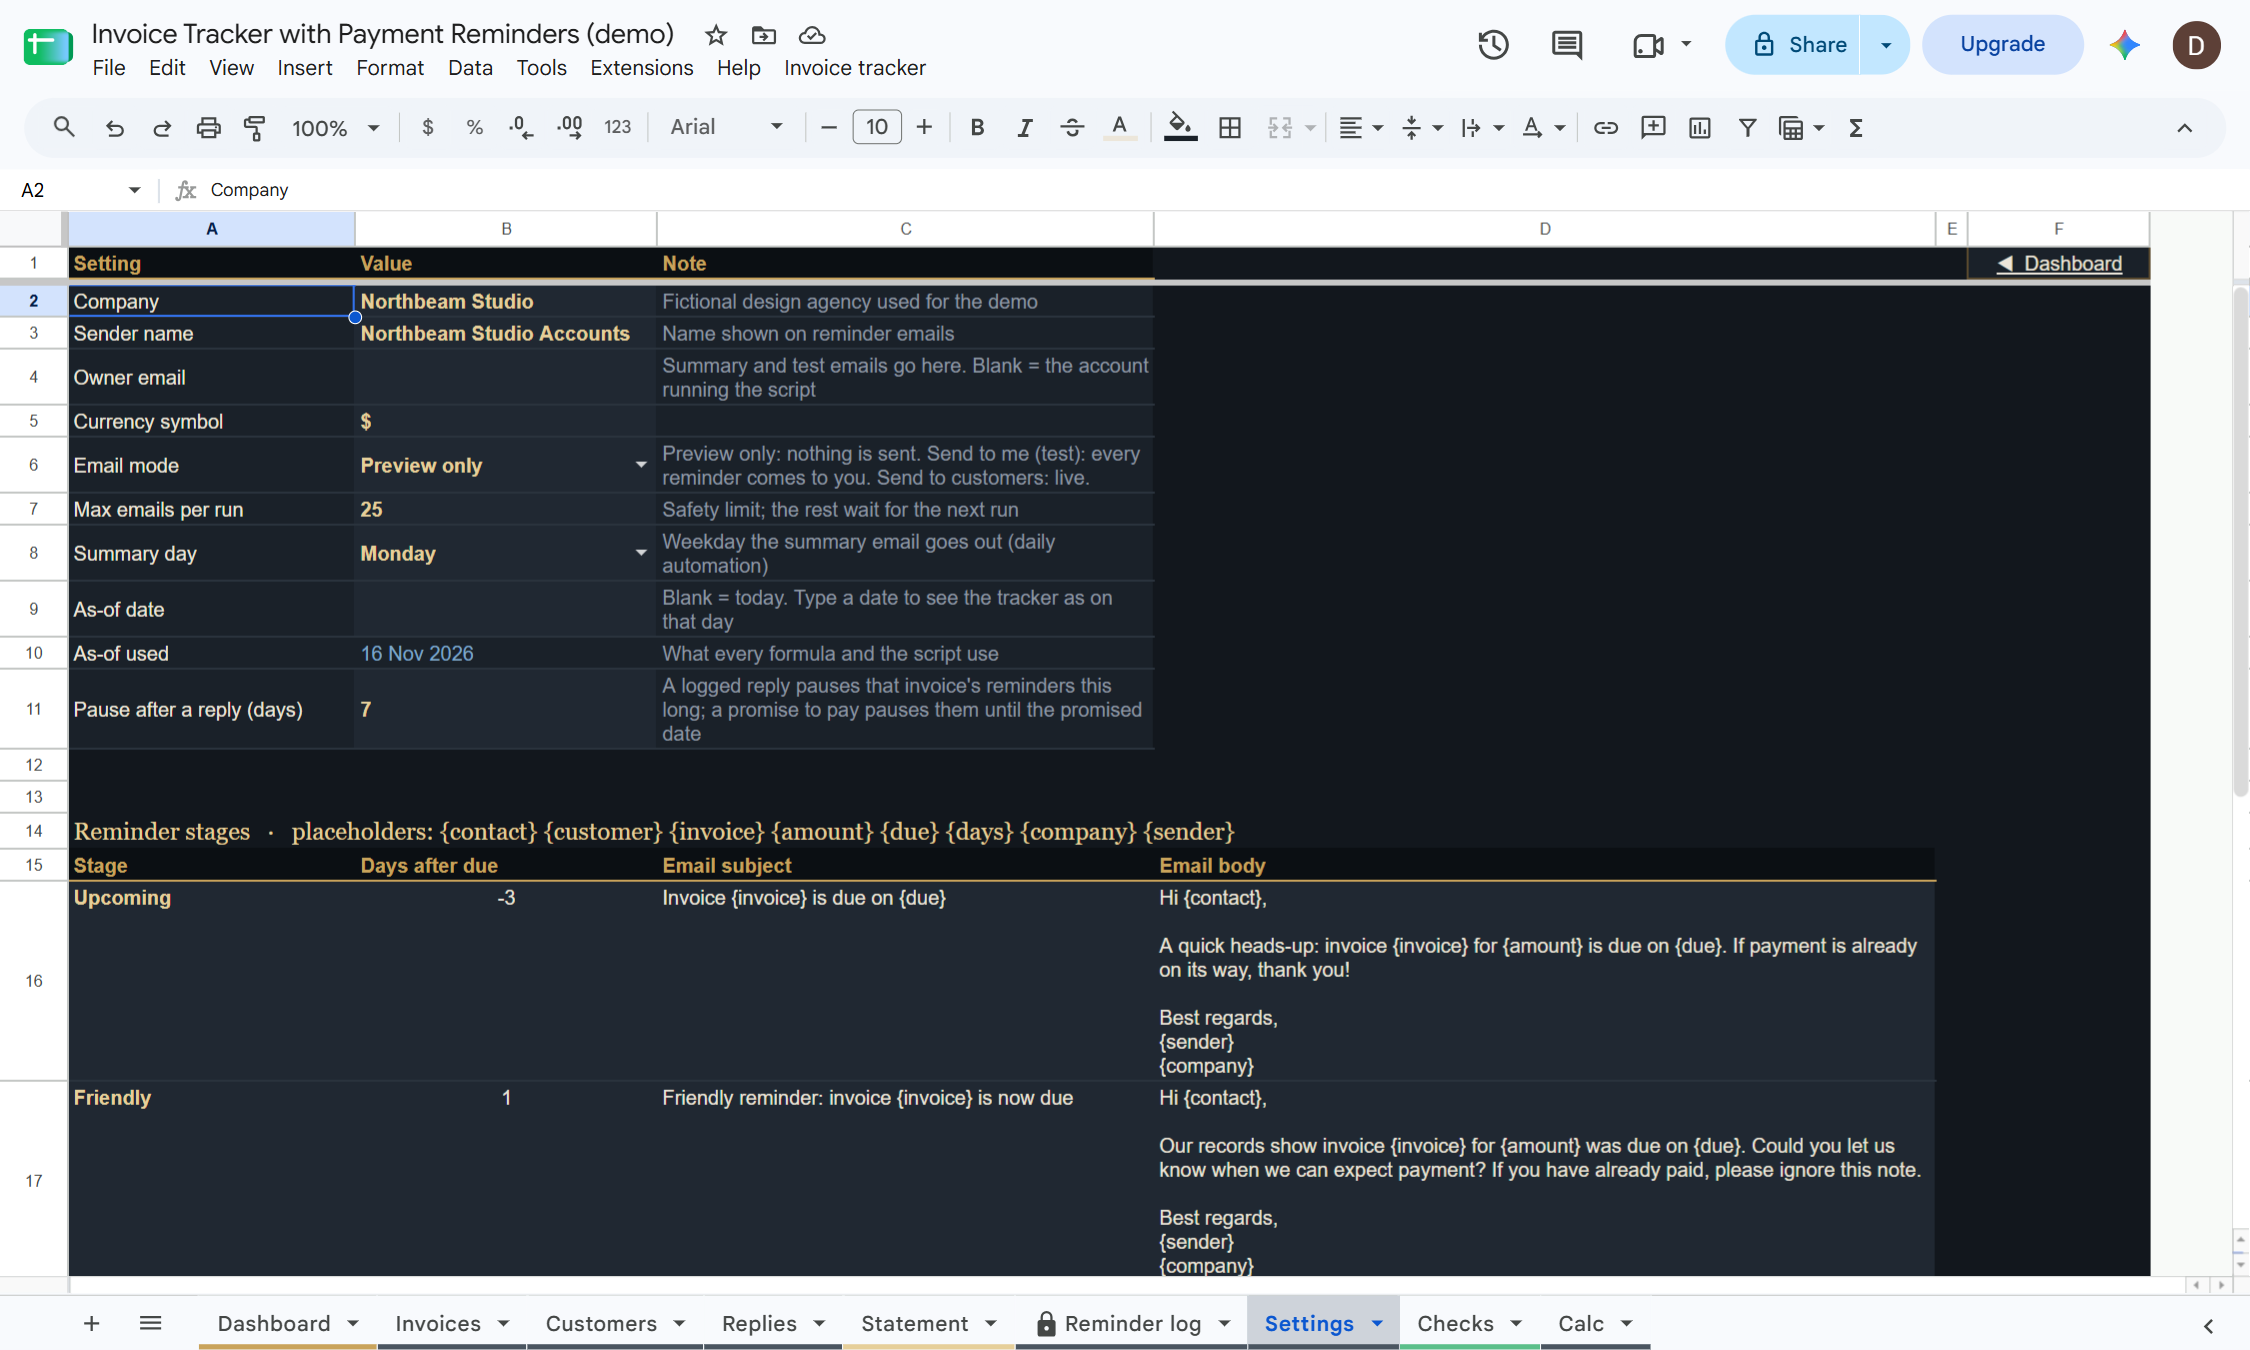 Invoice Tracker with Payment Reminders (demo)
File Edit View Insert Format Data Tools Extensions Help Invoice tracker
Share
Upgrade
D
100% $ % .0 .00 123 Arial 10 B I A
A2 fx Company
A B C D E F
1 Setting Value Note ◀ Dashboard
2 Company Northbeam Studio Fictional design agency used for the demo
3 Sender name Northbeam Studio Accounts Name shown on reminder emails
4 Owner email Summary and test emails go here. Blank = the account
running the script
5 Currency symbol $
6 Email mode Preview only Preview only: nothing is sent. Send to me (test): every
reminder comes to you. Send to customers: live.
7 Max emails per run 25 Safety limit; the rest wait for the next run
8 Summary day Monday Weekday the summary email goes out (daily
automation)
9 As-of date Blank = today. Type a date to see the tracker as on
that day
10 As-of used 16 Nov 2026 What every formula and the script use
11 Pause after a reply (days) 7 A logged reply pauses that invoice's reminders this
long; a promise to pay pauses them until the promised
date
12
13
14 Reminder stages · placeholders: {contact} {customer} {invoice} {amount} {due} {days} {company} {sender}
15 Stage Days after due Email subject Email body
16 Upcoming -3 Invoice {invoice} is due on {due} Hi {contact},
A quick heads-up: invoice {invoice} for {amount} is due on {due}. If payment is already
on its way, thank you!
Best regards,
{sender}
{company}
17 Friendly 1 Friendly reminder: invoice {invoice} is now due Hi {contact},
Our records show invoice {invoice} for {amount} was due on {due}. Could you let us
know when we can expect payment? If you have already paid, please ignore this note.
Best regards,
{sender}
{company}
Dashboard Invoices Customers Replies Statement Reminder log Settings Checks Calc